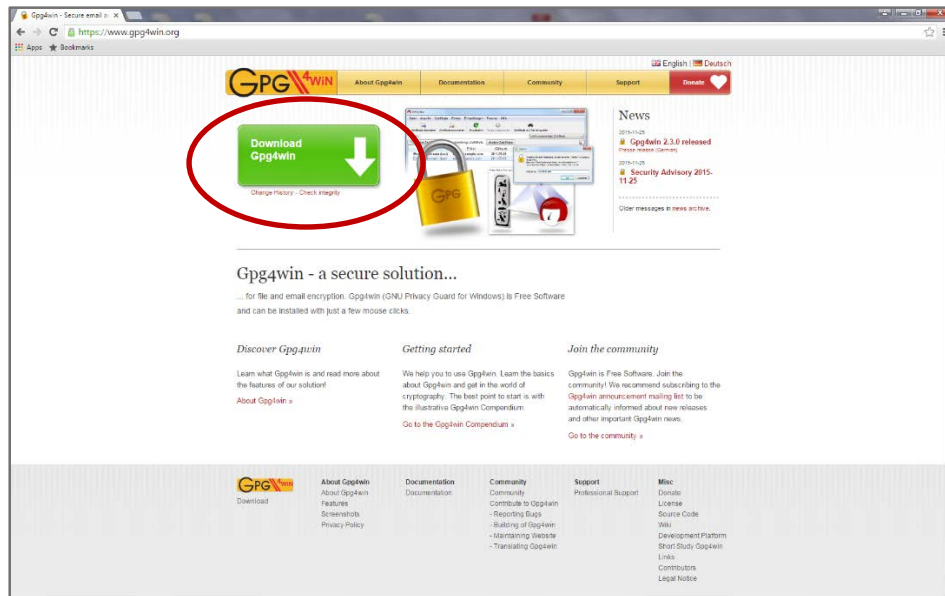 Gpg4win - Secure email a
https://www.gpg4win.org
Apps Bookmarks
English | Deutsch
GPG4WIN
About Gpg4win Documentation Community Support Donate
Download
Gpg4win
Change History - Check integrity
GPG
News
2015-11-25
Gpg4win 2.3.0 released
Press release (German)
2015-11-25
Security Advisory 2015-
11-25
Older messages in news archive.
Gpg4win - a secure solution...
... for file and email encryption. Gpg4win (GNU Privacy Guard for Windows) is Free Software
and can be installed with just a few mouse clicks.
Discover Gpg4win
Learn what Gpg4win is and read more about
the features of our solution!
About Gpg4win »
Getting started
We help you to use Gpg4win. Learn the basics
about Gpg4win and get in the world of
cryptography. The best point to start is with
the illustrative Gpg4win Compendium.
Go to the Gpg4win Compendium »
Join the community
Gpg4win is Free Software. Join the
community! We recommend subscribing to the
Gpg4win announcement mailing list to be
automatically informed about new releases
and other important Gpg4win news.
Go to the community »
GPG4WIN
Download
About Gpg4win
About Gpg4win
Features
Screenshots
Privacy Policy
Documentation
Documentation
Community
Community
Contribute to Gpg4win
- Reporting Bugs
- Building of Gpg4win
- Maintaining Website
- Translating Gpg4win
Support
Professional Support
Misc
Donate
License
Source Code
Wiki
Development Platform
Short Study Gpg4win
Links
Contributors
Legal Notice